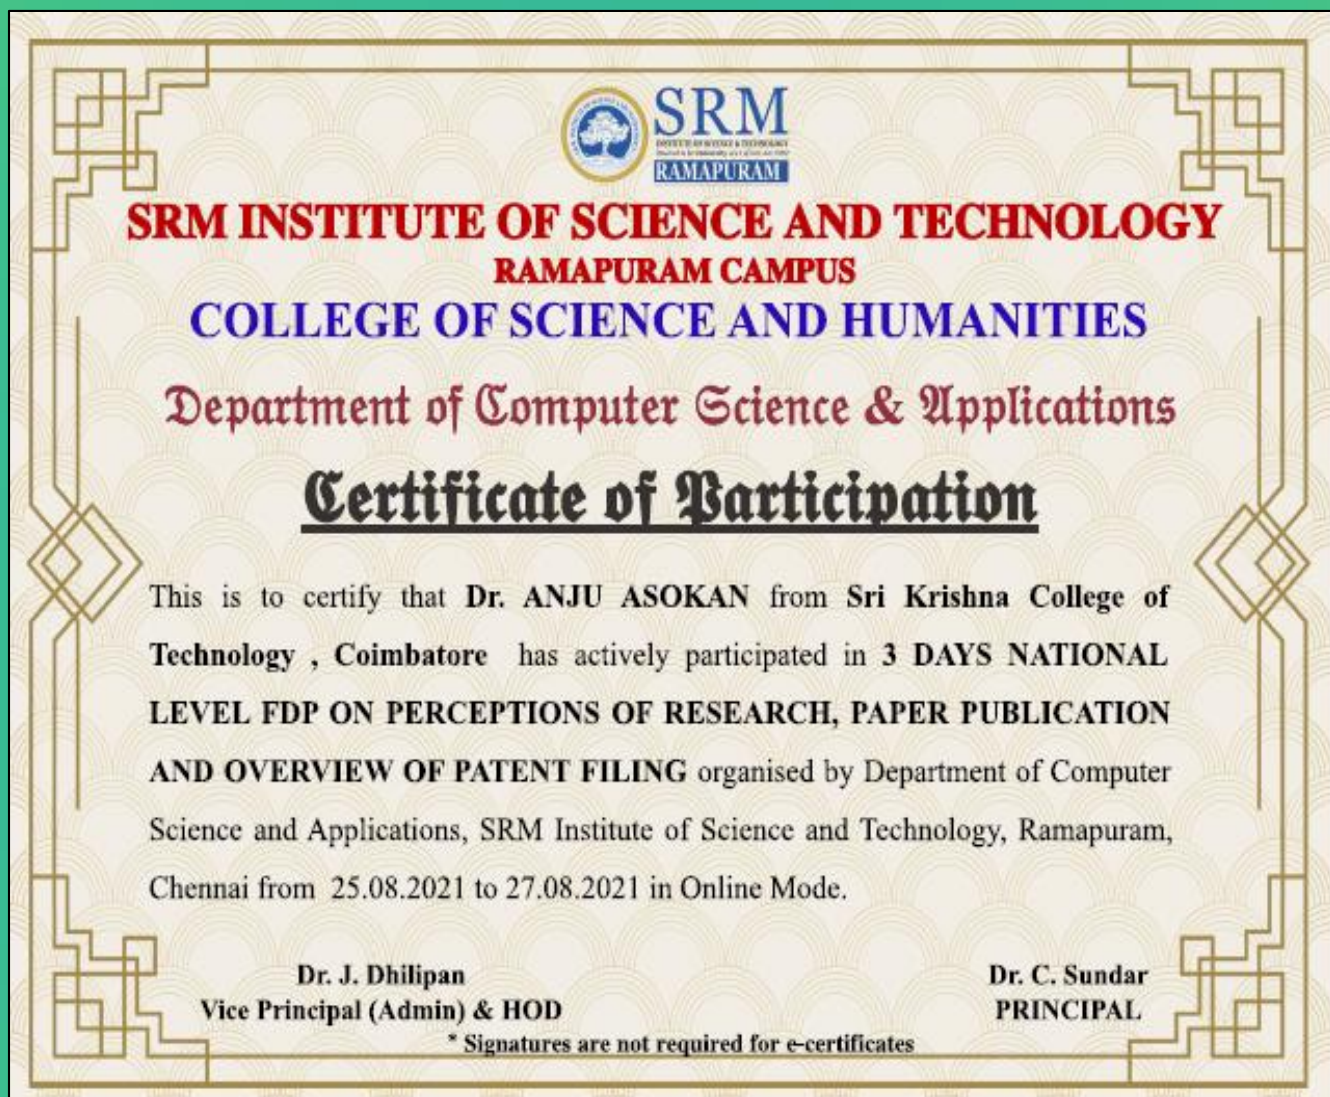 SRM
INSTITUTE OF SCIENCE & TECHNOLOGY
RAMAPURAM
SRM INSTITUTE OF SCIENCE AND TECHNOLOGY
RAMAPURAM CAMPUS
COLLEGE OF SCIENCE AND HUMANITIES
Department of Computer Science & Applications
Certificate of Participation
This is to certify that Dr. ANJU ASOKAN from Sri Krishna College of
Technology , Coimbatore has actively participated in 3 DAYS NATIONAL
LEVEL FDP ON PERCEPTIONS OF RESEARCH, PAPER PUBLICATION
AND OVERVIEW OF PATENT FILING organised by Department of Computer
Science and Applications, SRM Institute of Science and Technology, Ramapuram,
Chennai from 25.08.2021 to 27.08.2021 in Online Mode.
Dr. J. Dhilipan
Vice Principal (Admin) & HOD
Dr. C. Sundar
PRINCIPAL
* Signatures are not required for e-certificates